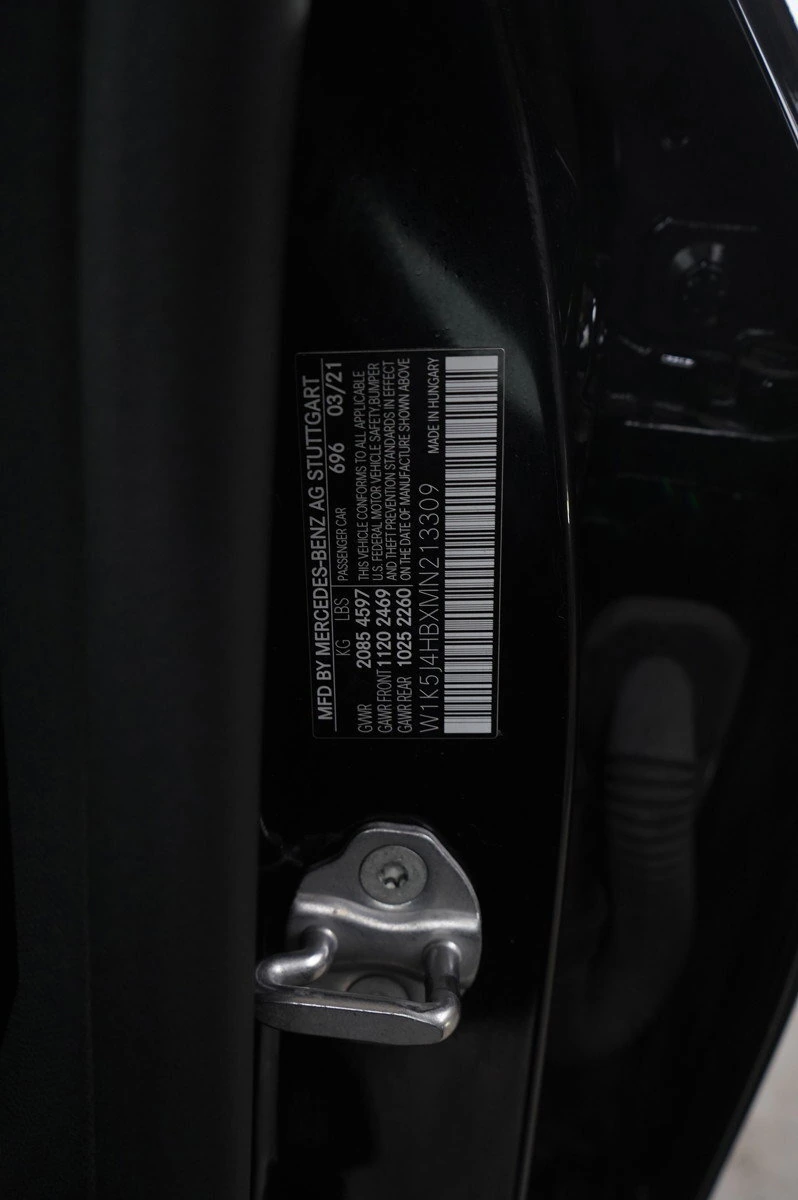 MFD BY MERCEDES-BENZ AG STUTTGART
KG LBS PASSENGER CAR 696 03/21
GVWR 2085 4597 THIS VEHICLE CONFORMS TO ALL APPLICABLE
GAWR FRONT 1120 2469 U.S. FEDERAL MOTOR VEHICLE SAFETY, BUMPER
AND THEFT PREVENTION STANDARDS IN EFFECT
GAWR REAR 1025 2260 ON THE DATE OF MANUFACTURE SHOWN ABOVE
W1K5J4HBXMN213309 MADE IN HUNGARY